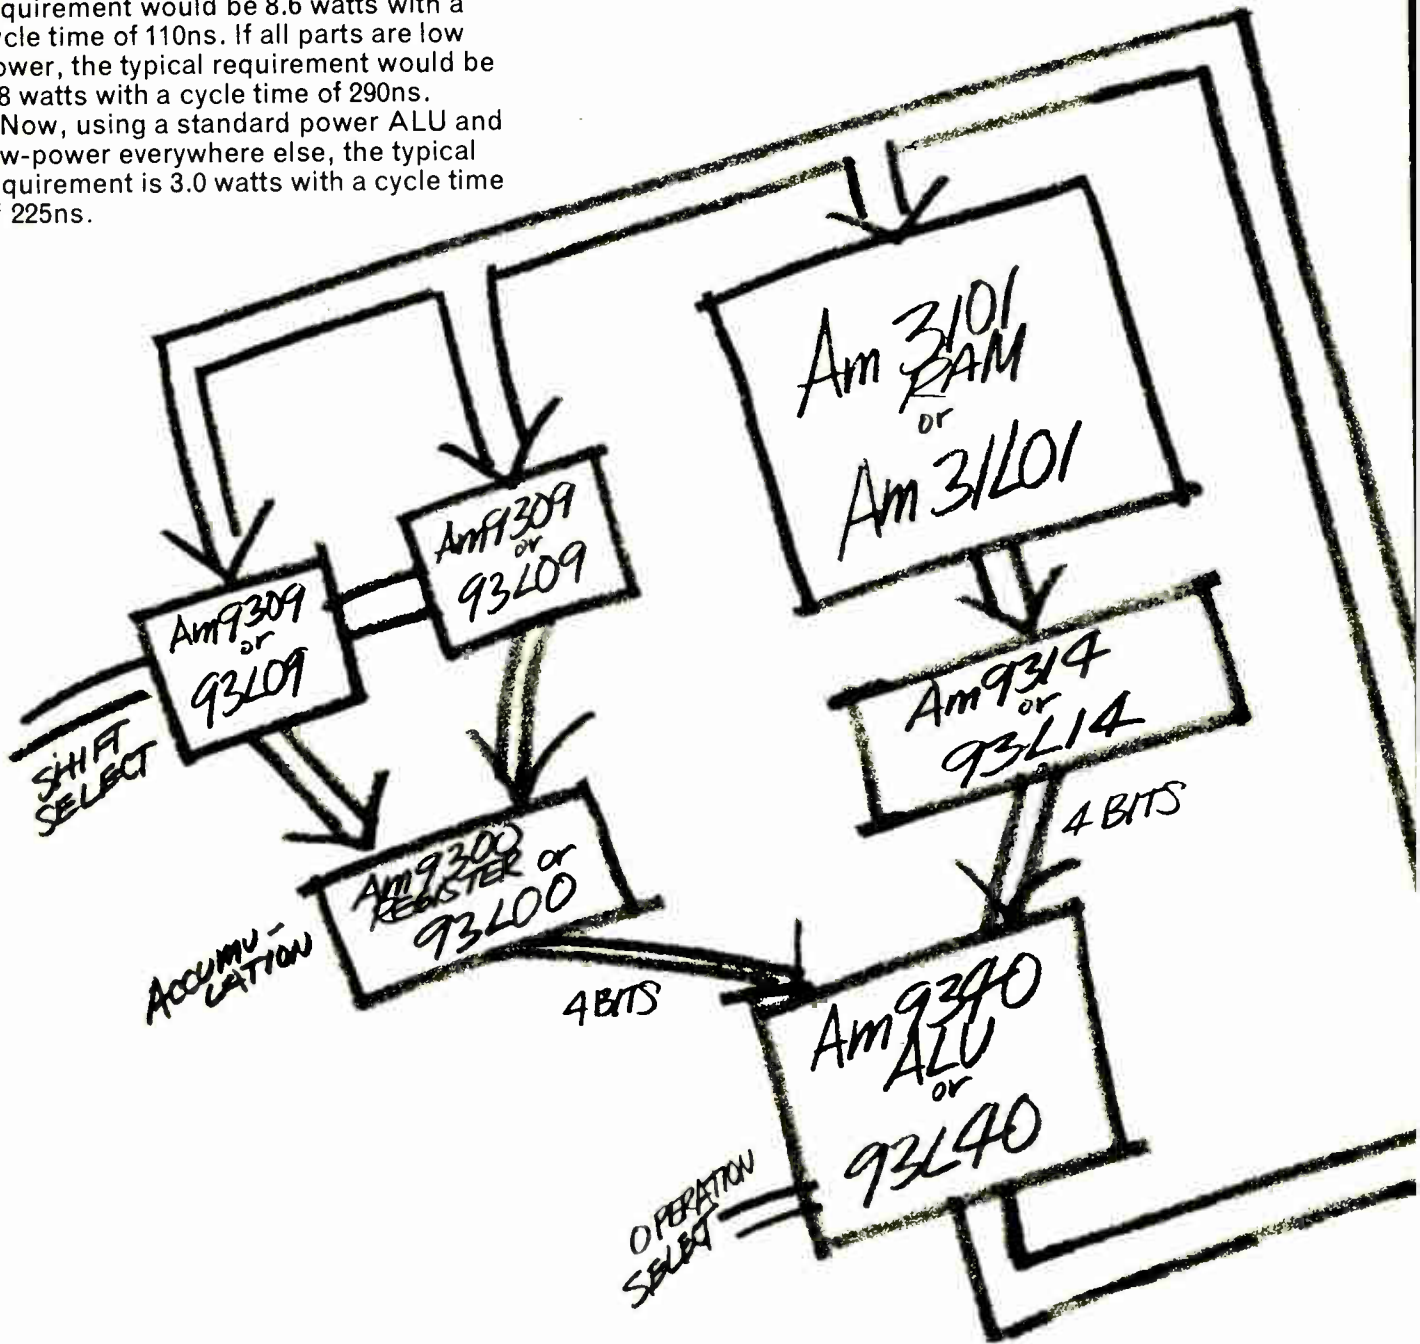 quirement would be 8.6 watts with a
cle time of 110ns. If all parts are low
ower, the typical requirement would be
8 watts with a cycle time of 290ns.
Now, using a standard power ALU and
w-power everywhere else, the typical
quirement is 3.0 watts with a cycle time
225ns.
Am 3101
RAM
or
Am 31L01
Am9309
or
93L09
Am9309
or
93L09
SHIFT
SELECT
Am9314
or
93L14
4 BITS
Am9300
REGISTER or
93L00
ACCUMU-
LATION
4 BITS
Am9340
ALU
or
93L40
OPERATION
SELECT